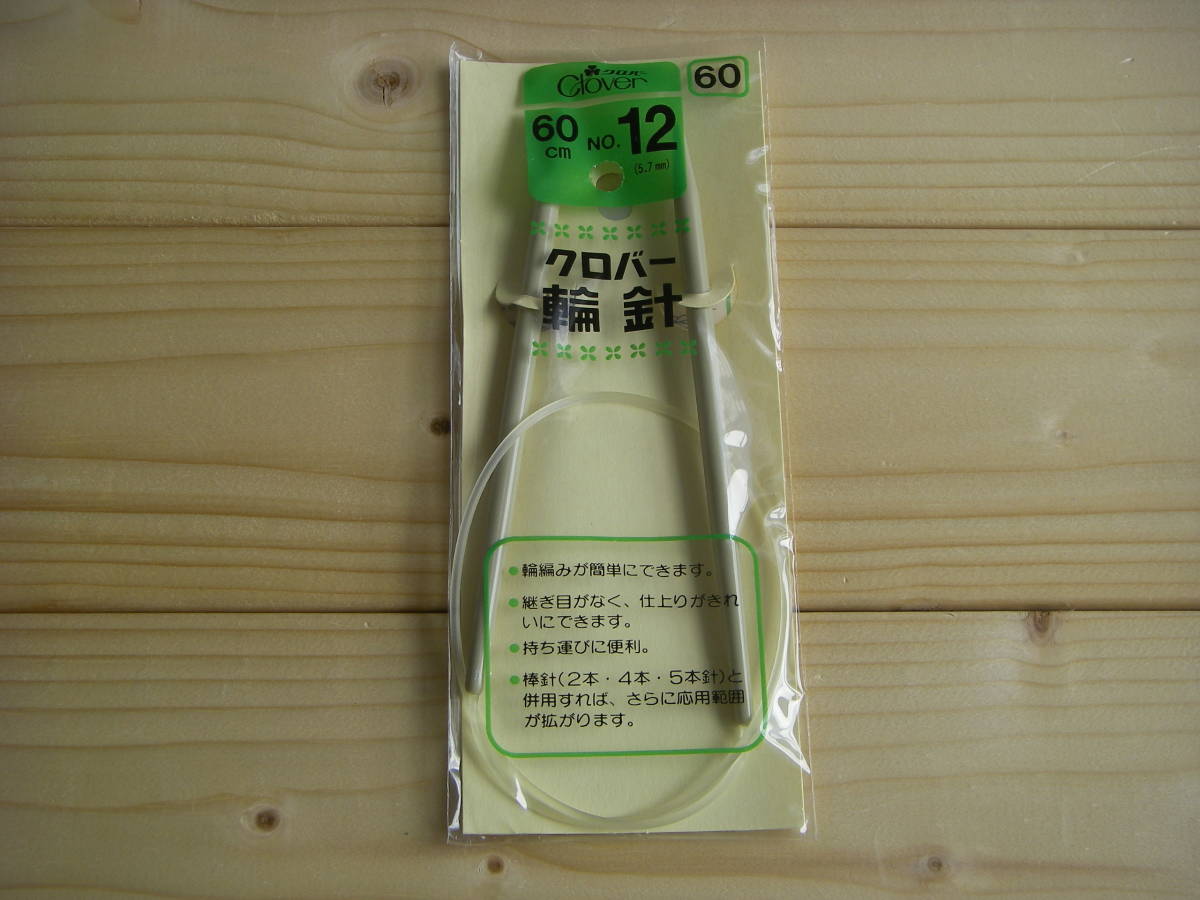 クロバー
Clover
60
60 cm NO. 12
(5.7mm)
クロバー
輪針
●輪編みが簡単にできます。
●継ぎ目がなく、仕上りがきれ
いにできます。
●持ち運びに便利。
●棒針(2本・4本・5本針)と
併用すれば、さらに応用範囲
が拡がります。